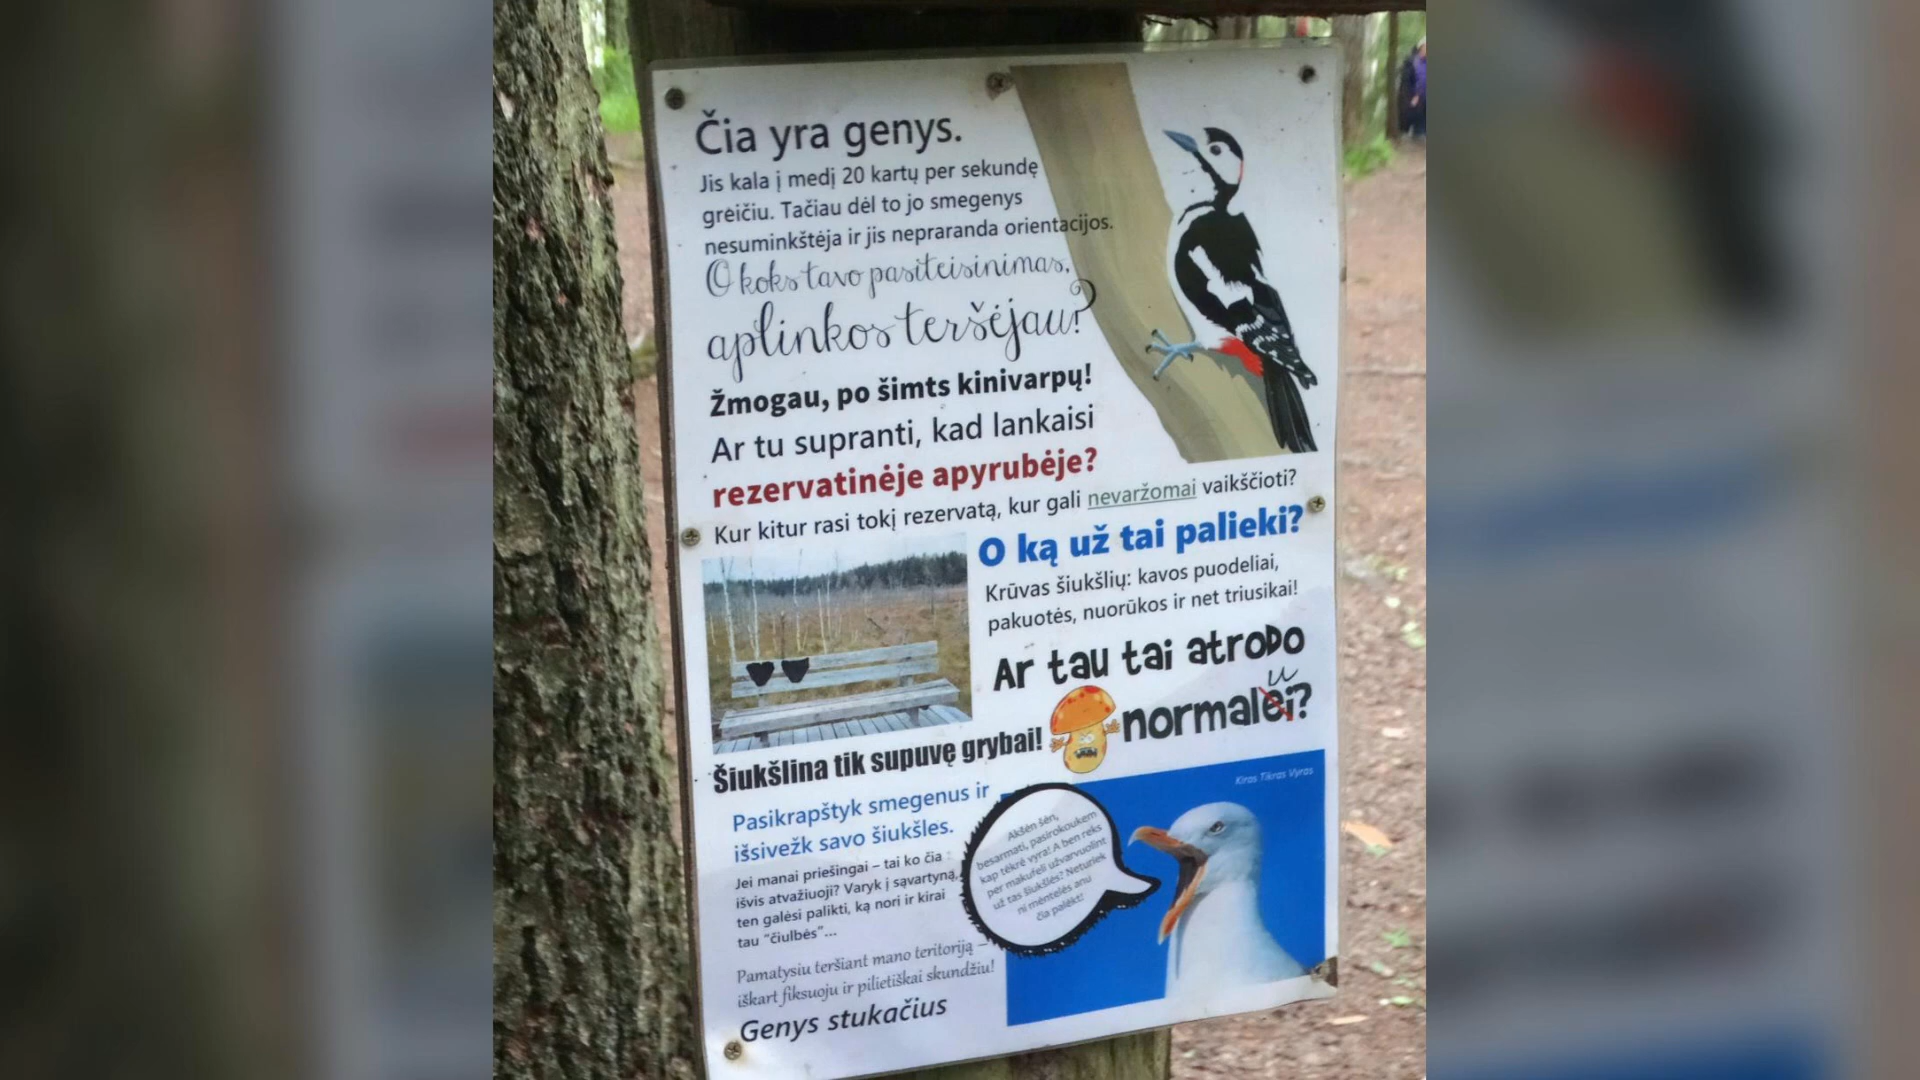 Čia yra genys.
Jis kala į medį 20 kartų per sekundę
greičiu. Tačiau dėl to jo smegenys
nesuminkštėja ir jis nepraranda orientacijos.
O koks tavo pasiteisinimas,
aplinkos teršėjau?
Žmogau, po šimts kinivarpų!
Ar tu supranti, kad lankaisi
rezervatinėje apyrubėje?
Kur kitur rasi tokį rezervatą, kur gali nevaržomai vaikščioti?
O ką už tai palieki?
Krūvas šiukšlių: kavos puodeliai,
pakuotės, nuorūkos ir net triusikai!
Ar tau tai atrodo
u
normalei?
Šiukšlina tik supuvę grybai!
Pasikrapštyk smegenus ir
išsivežk savo šiukšles.
Jei manai priešingai – tai ko čia
išvis atvažiuoji? Varyk į sąvartyną,
ten galėsi palikti, ką nori ir kirai
tau "čiulbės"...
Pamatysiu teršiant mano teritoriją –
iškart fiksuoju ir pilietiškai skundžiu!
Genys stukačius
Kiras Tikras Vyras
Akšėn šėn,
besarmati, pasirokoukem
kap tėkrė vyra! A ben reks
per makufeli užvarvuolint
už tas šiukšlės? Neturiek
ni mėntelės anu
čia palėkt!